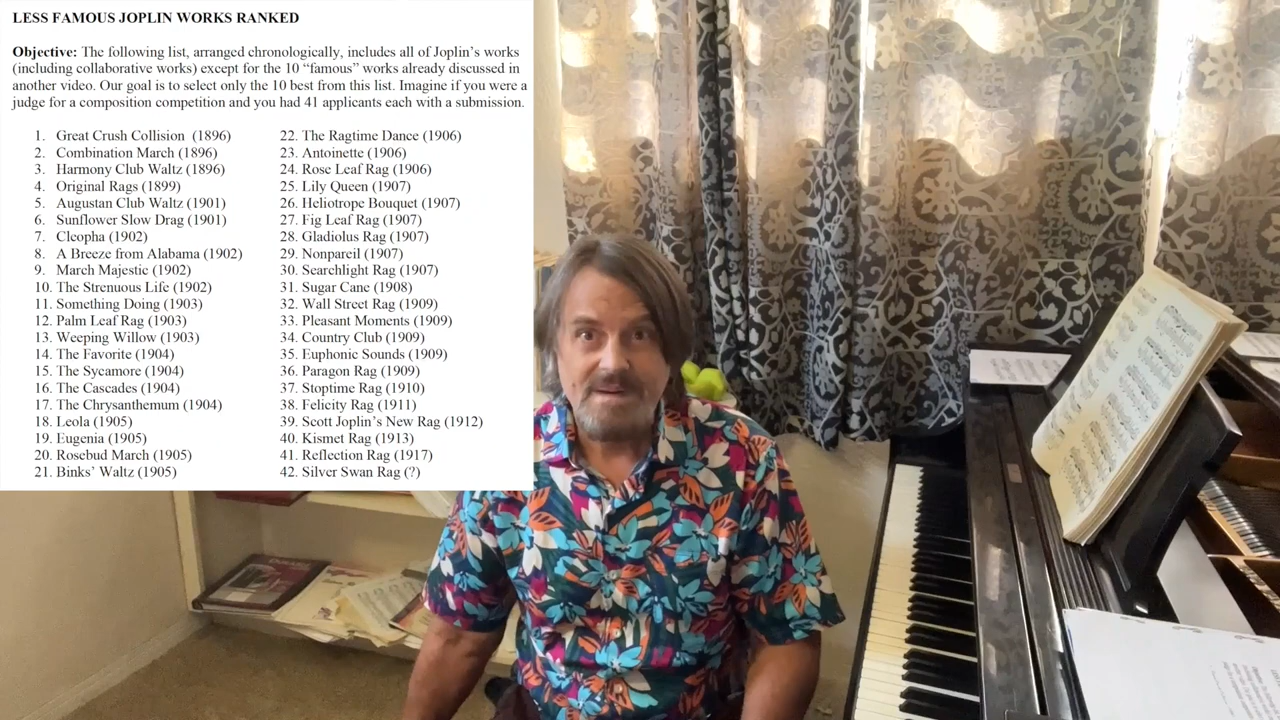 LESS FAMOUS JOPLIN WORKS RANKED
Objective: The following list, arranged chronologically, includes all of Joplin's works
(including collaborative works) except for the 10 “famous” works already discussed in
another video. Our goal is to select only the 10 best from this list. Imagine if you were a
judge for a composition competition and you had 41 applicants each with a submission.
1. Great Crush Collision (1896)
2. Combination March (1896)
3. Harmony Club Waltz (1896)
4. Original Rags (1899)
5. Augustan Club Waltz (1901)
6. Sunflower Slow Drag (1901)
7. Cleopha (1902)
8. A Breeze from Alabama (1902)
9. March Majestic (1902)
10. The Strenuous Life (1902)
11. Something Doing (1903)
12. Palm Leaf Rag (1903)
13. Weeping Willow (1903)
14. The Favorite (1904)
15. The Sycamore (1904)
16. The Cascades (1904)
17. The Chrysanthemum (1904)
18. Leola (1905)
19. Eugenia (1905)
20. Rosebud March (1905)
21. Binks' Waltz (1905)
22. The Ragtime Dance (1906)
23. Antoinette (1906)
24. Rose Leaf Rag (1906)
25. Lily Queen (1907)
26. Heliotrope Bouquet (1907)
27. Fig Leaf Rag (1907)
28. Gladiolus Rag (1907)
29. Nonpareil (1907)
30. Searchlight Rag (1907)
31. Sugar Cane (1908)
32. Wall Street Rag (1909)
33. Pleasant Moments (1909)
34. Country Club (1909)
35. Euphonic Sounds (1909)
36. Paragon Rag (1909)
37. Stoptime Rag (1910)
38. Felicity Rag (1911)
39. Scott Joplin's New Rag (1912)
40. Kismet Rag (1913)
41. Reflection Rag (1917)
42. Silver Swan Rag (?)